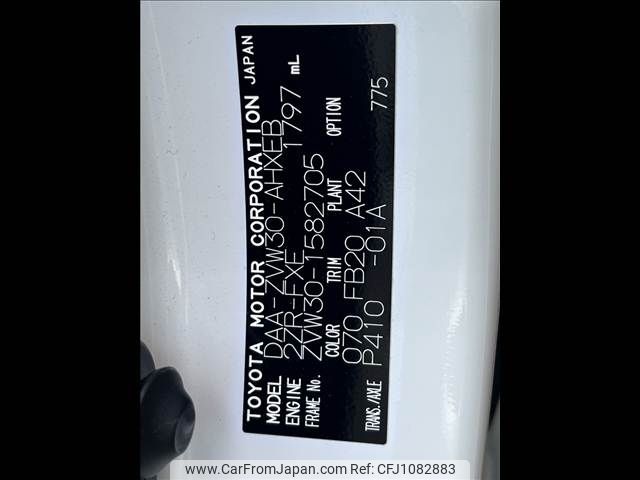 TOYOTA MOTOR CORPORATION JAPAN
MODEL DAA-ZVW30-AHXEB
ENGINE 2ZR-FXE 1797 mL
FRAME No. ZVW30-1582705
COLOR TRIM PLANT OPTION
070 FB20 A42
TRANS./AXLE P410 -01A 775
www.CarFromJapan.com © CarFromJapan, CFJ1082883